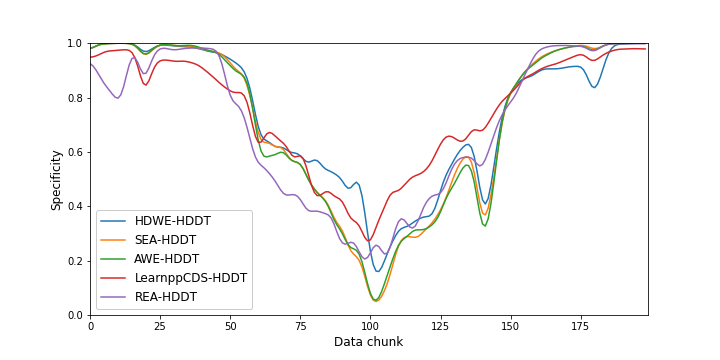 1.0
0.8
0.6
0.4
0.2
0.0
Specificity
HDWE-HDDT
SEA-HDDT
AWE-HDDT
LearnppCDS-HDDT
REA-HDDT
0 25 50 75 100 125 150 175
Data chunk